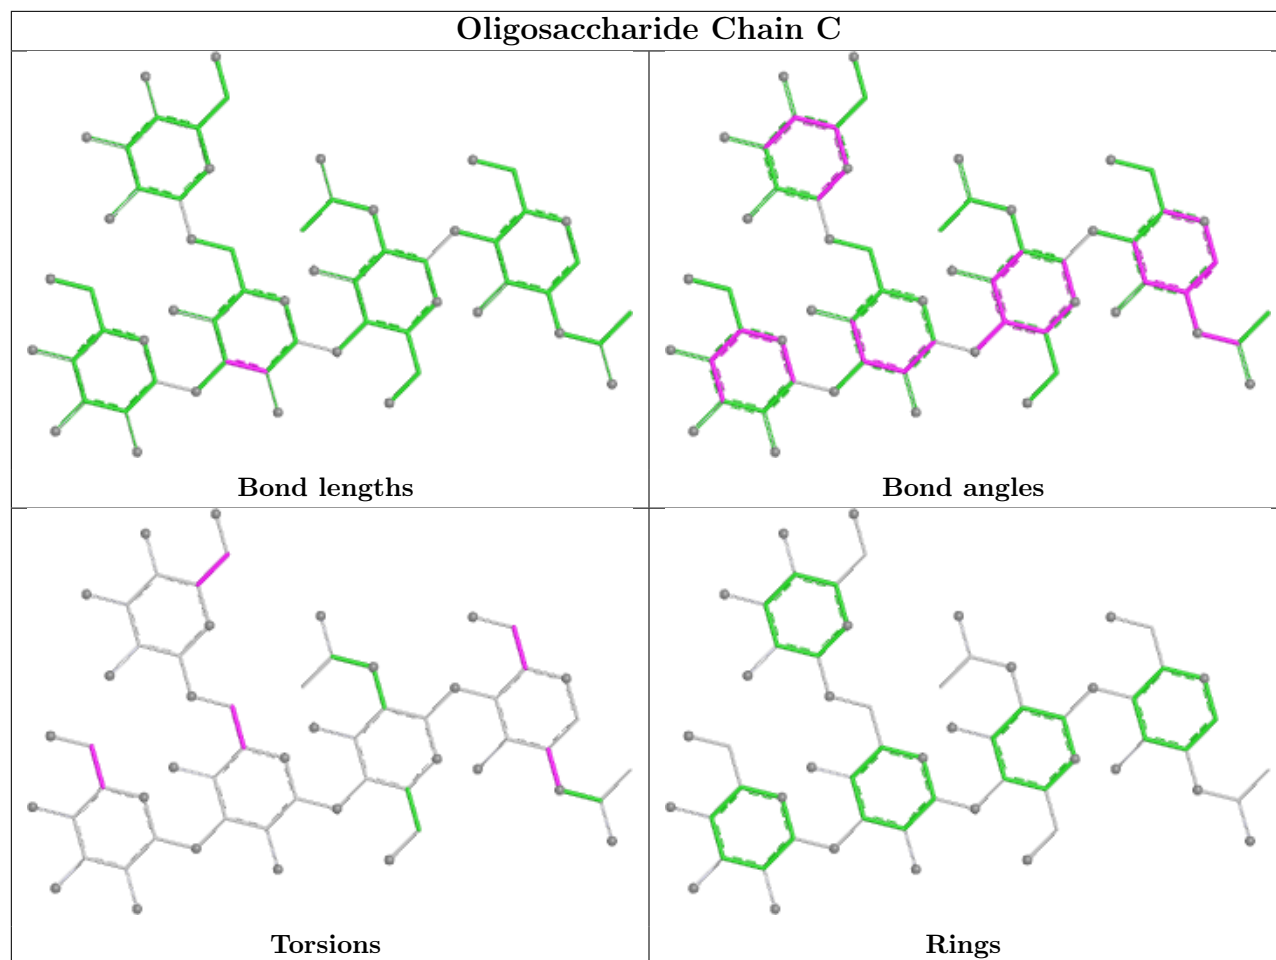 Oligosaccharide Chain C
Bond lengths
Bond angles
Torsions
Rings